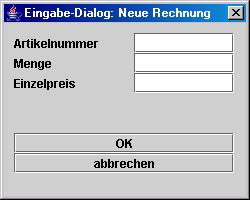 Eingabe-Dialog: Neue Rechnung
Artikelnummer
Menge
Einzelpreis
OK
abbrechen